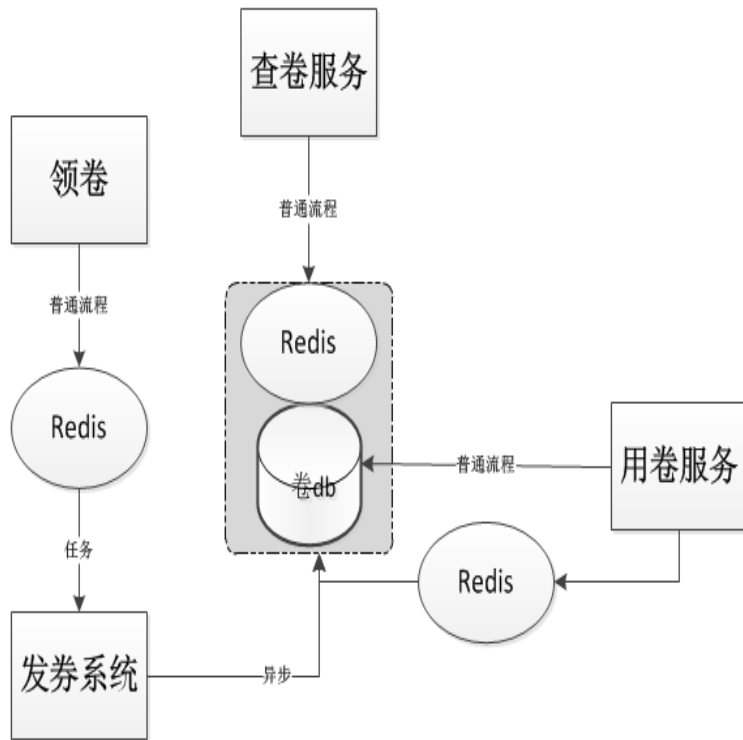 查卷服务
领卷
普通流程
普通流程
Redis
Redis
卷db
普通流程
用卷服务
任务
Redis
发券系统
异步